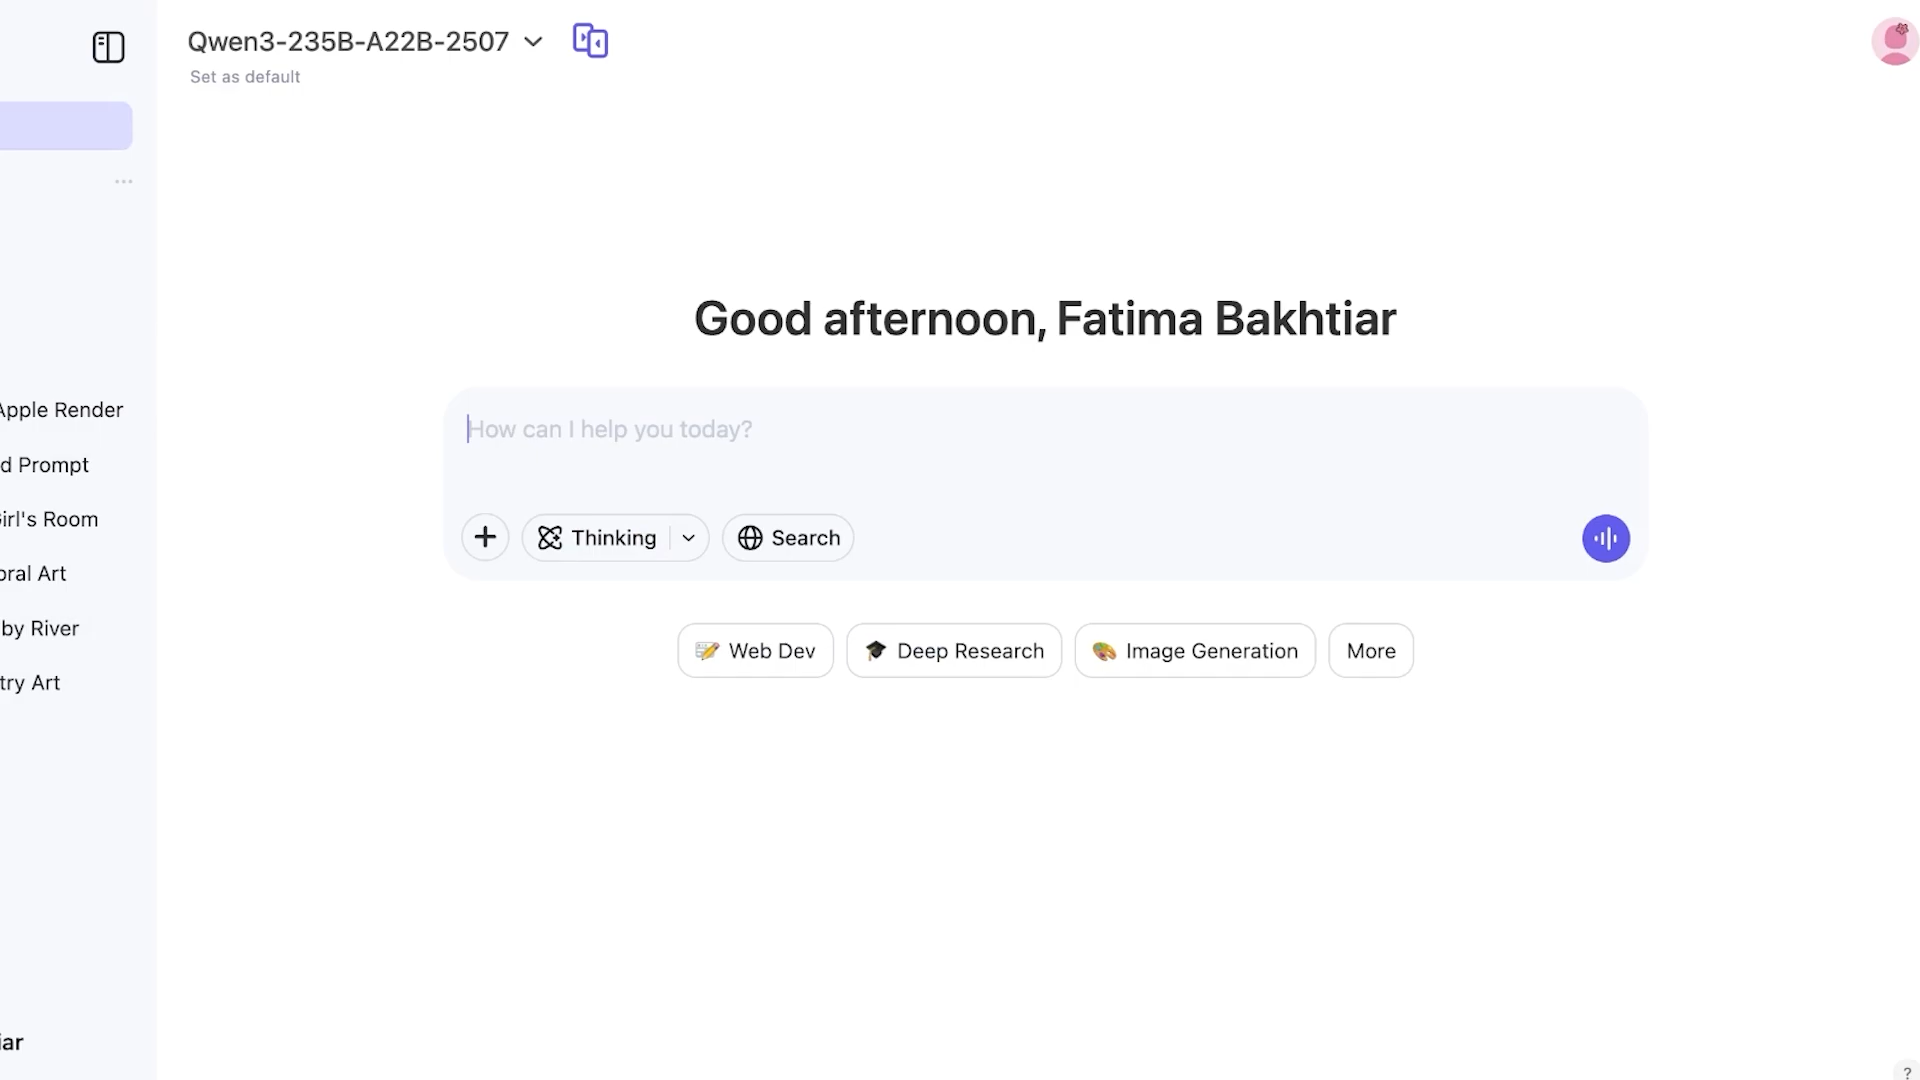 Qwen3-235B-A22B-2507
Set as default
Good afternoon, Fatima Bakhtiar
How can I help you today?
Thinking
Search
Web Dev
Deep Research
Image Generation
More
Apple Render
d Prompt
irl's Room
oral Art
by River
try Art
iar
?